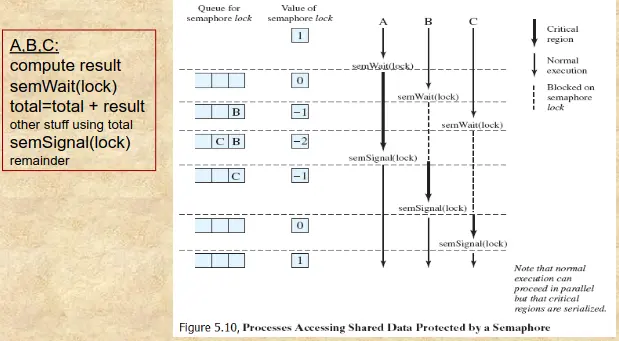 A,B,C:
compute result
semWait(lock)
total=total + result
other stuff using total
semSignal(lock)
remainder
Queue for
semaphore lock
Value of
semaphore lock
A
B
C
1
Critical
region
semWait(lock)
Normal
execution
0
semWait(lock)
Blocked on
semaphore
lock
B
-1
semWait(lock)
C B
-2
semSignal(lock)
C
-1
semSignal(lock)
0
semSignal(lock)
1
Note that normal
execution can
proceed in parallel
but that critical
regions are serialized.
Figure 5.10, Processes Accessing Shared Data Protected by a Semaphore